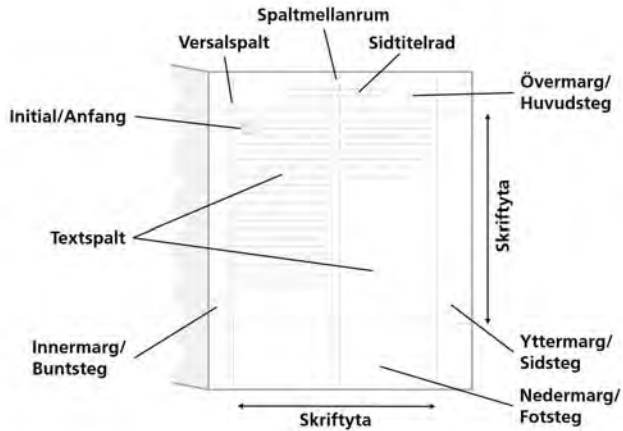 Spaltmellanrum
Versalspalt
Sidtitelrad
Övermarg/
Huvudsteg
Initial/Anfang
Skriftyta
Textspalt
Innermarg/
Buntsteg
Yttermarg/
Sidsteg
Nedermarg/
Fotsteg
Skriftyta